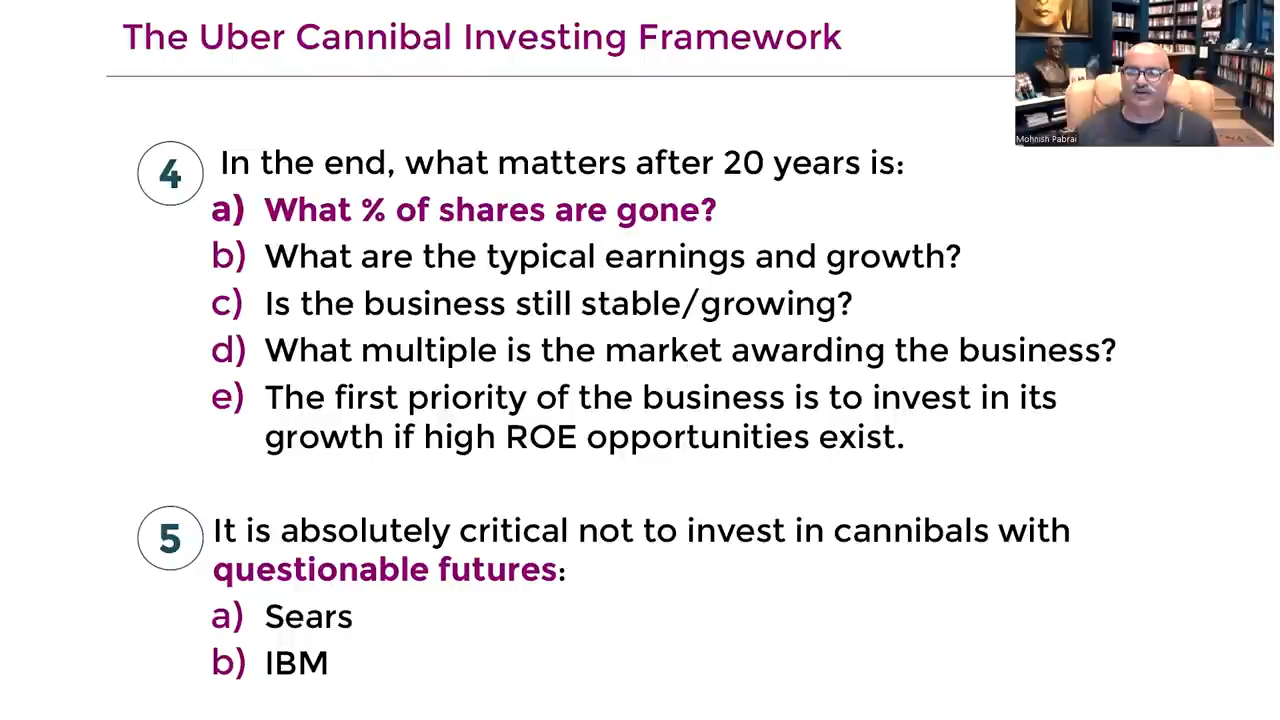 The Uber Cannibal Investing Framework
Mohnish Pabrai
4 In the end, what matters after 20 years is:
a) What % of shares are gone?
b) What are the typical earnings and growth?
c) Is the business still stable/growing?
d) What multiple is the market awarding the business?
e) The first priority of the business is to invest in its
growth if high ROE opportunities exist.
5 It is absolutely critical not to invest in cannibals with
questionable futures:
a) Sears
b) IBM